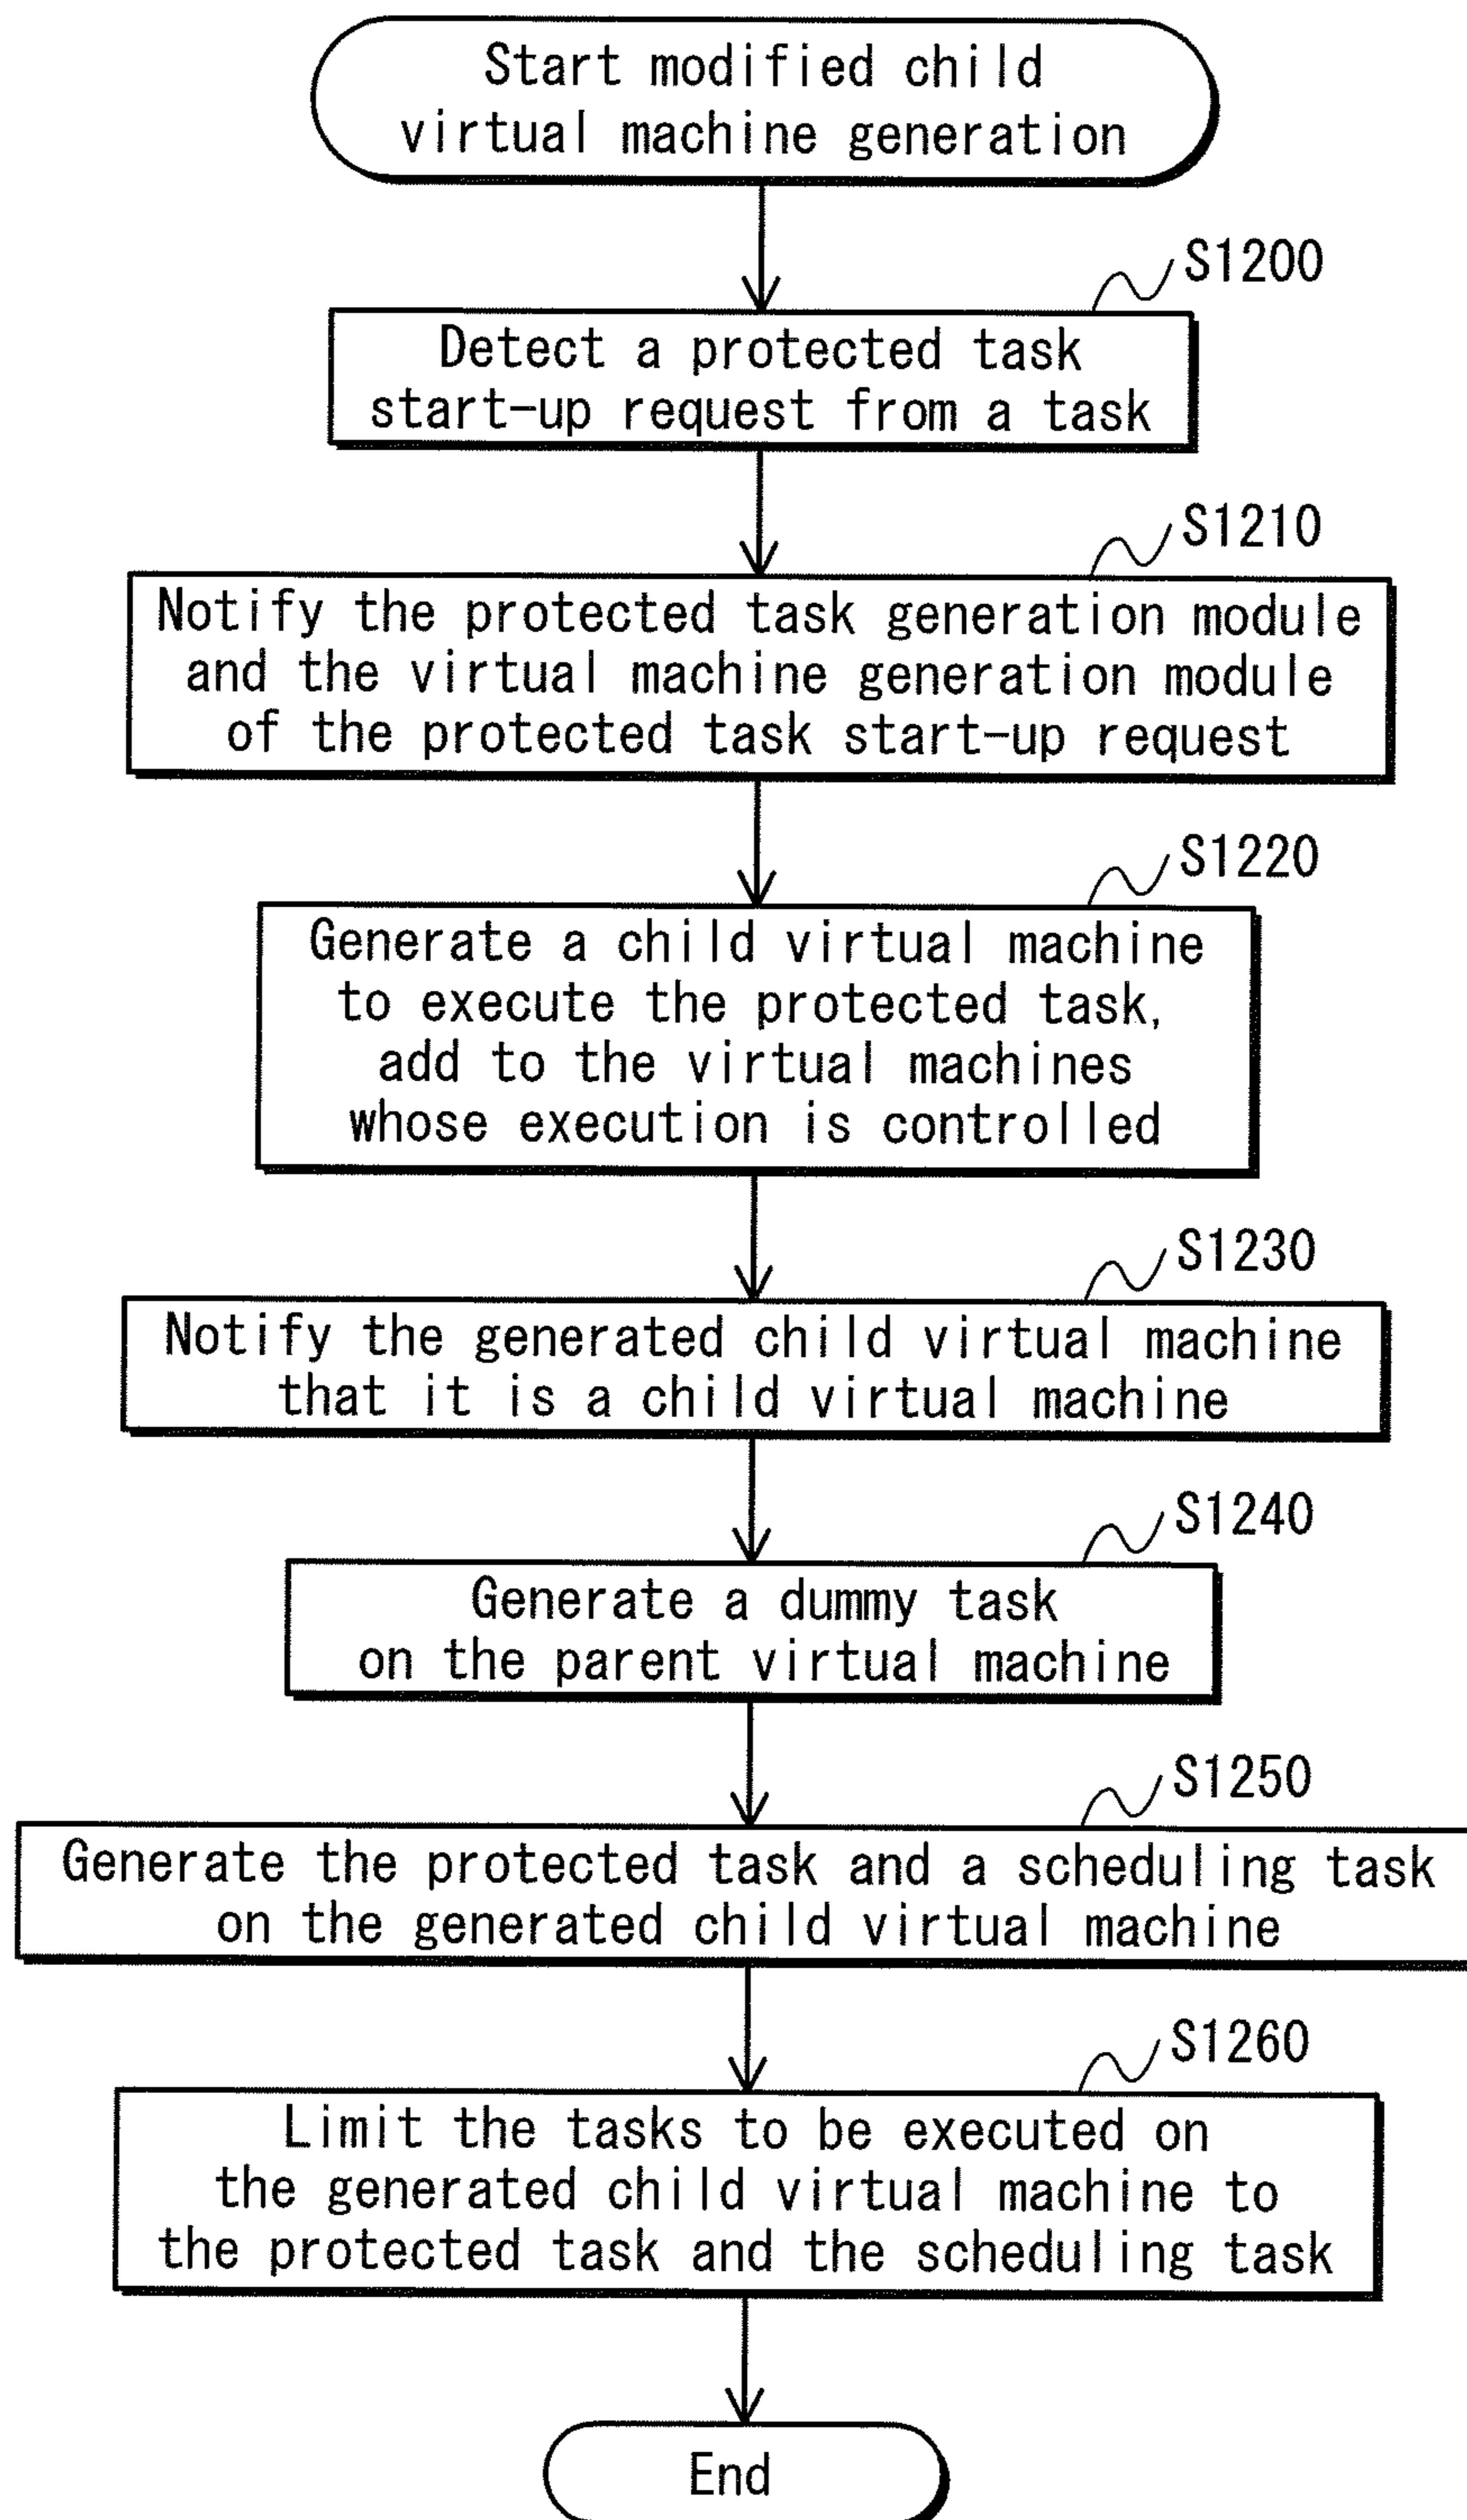 Start modified child
virtual machine generation
S1200
Detect a protected task
start-up request from a task
S1210
Notify the protected task generation module
and the virtual machine generation module
of the protected task start-up request
S1220
Generate a child virtual machine
to execute the protected task,
add to the virtual machines
whose execution is controlled
S1230
Notify the generated child virtual machine
that it is a child virtual machine
S1240
Generate a dummy task
on the parent virtual machine
S1250
Generate the protected task and a scheduling task
on the generated child virtual machine
S1260
Limit the tasks to be executed on
the generated child virtual machine to
the protected task and the scheduling task
End